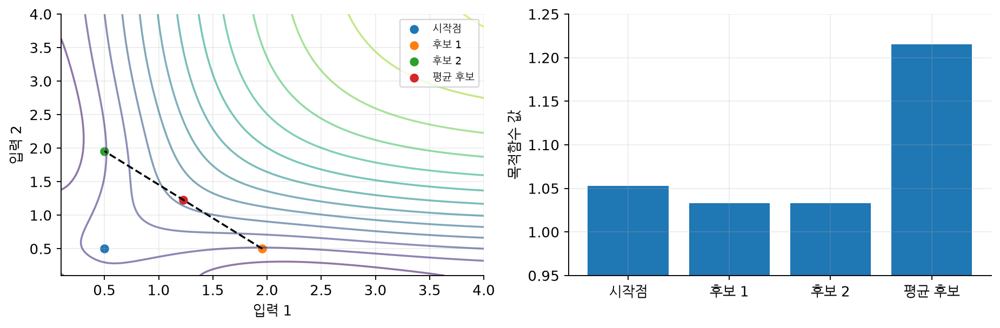 4.0
3.5
3.0
2.5
2.0
1.5
1.0
0.5
입력 2
0.5 1.0 1.5 2.0 2.5 3.0 3.5 4.0
입력 1
시작점
후보 1
후보 2
평균 후보
1.25
1.20
1.15
1.10
1.05
1.00
0.95
목적함수 값
시작점 후보 1 후보 2 평균 후보